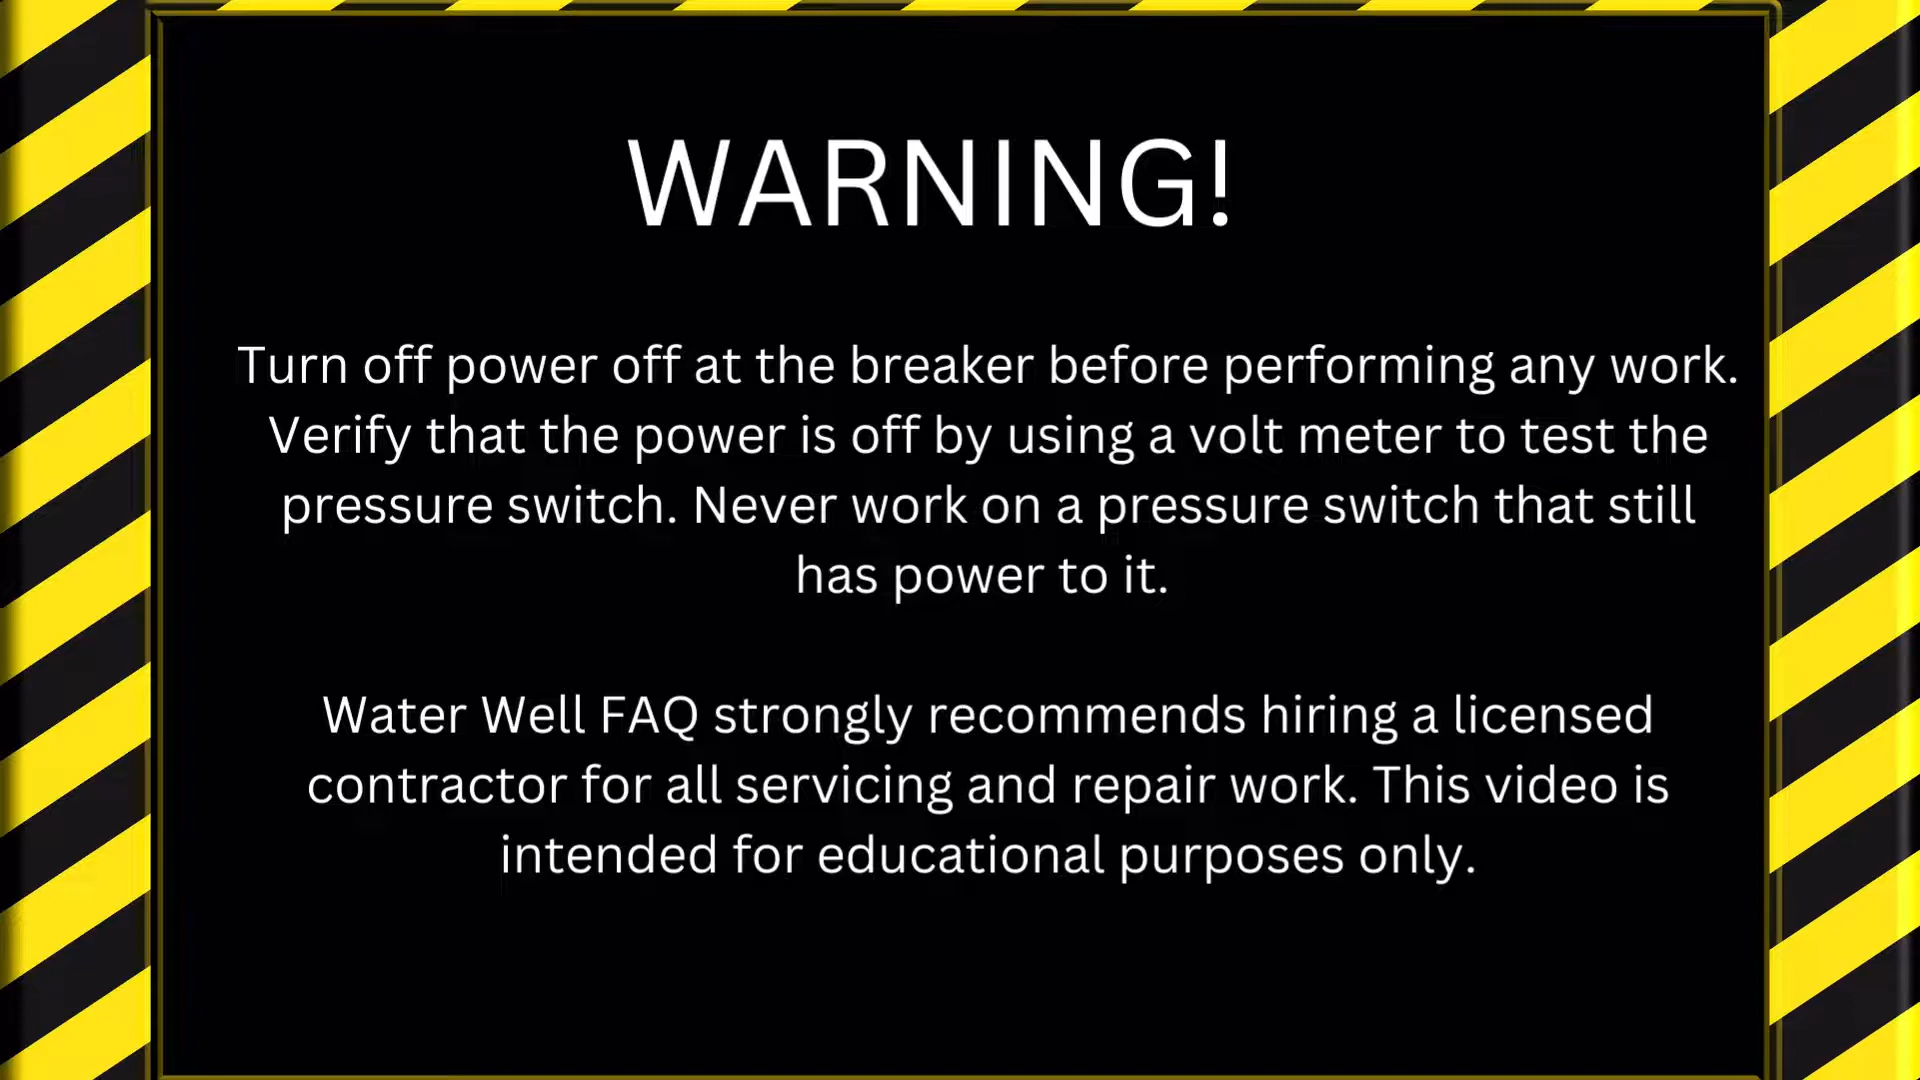 WARNING!
Turn off power off at the breaker before performing any work.
Verify that the power is off by using a volt meter to test the
pressure switch. Never work on a pressure switch that still
has power to it.
Water Well FAQ strongly recommends hiring a licensed
contractor for all servicing and repair work. This video is
intended for educational purposes only.